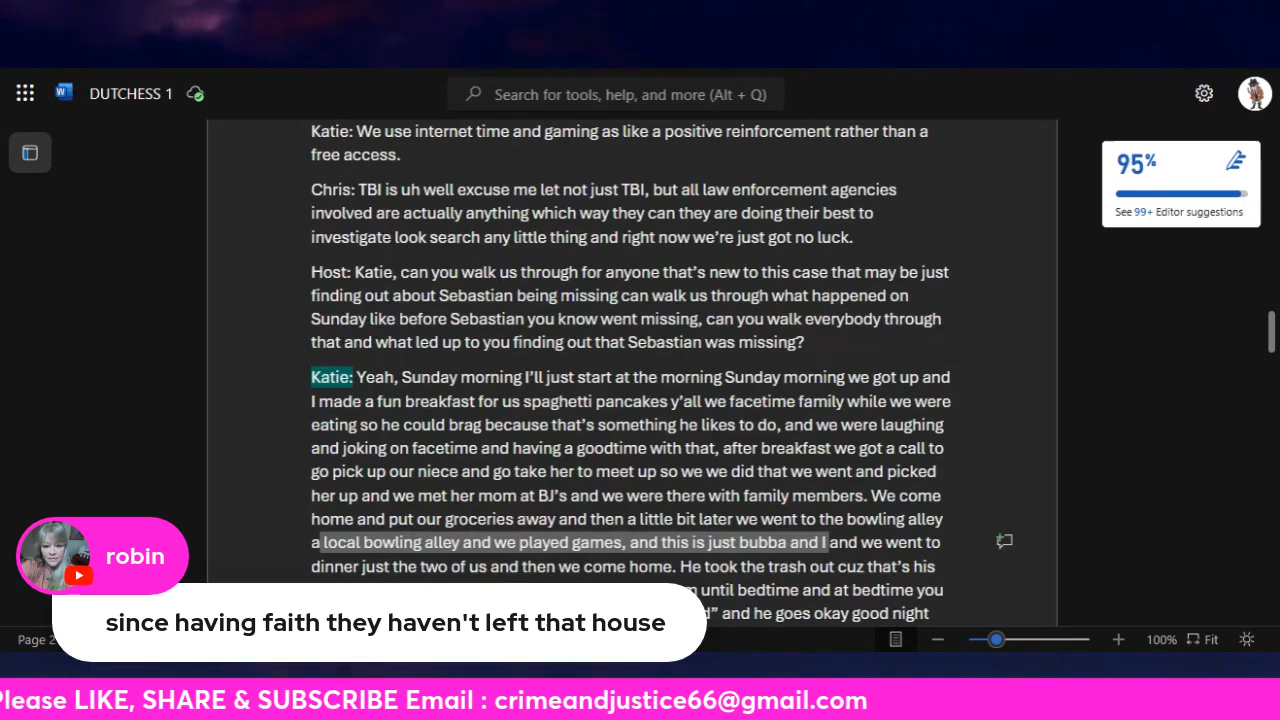 DUTCHESS 1
Search for tools, help, and more (Alt + Q)
Katie: We use internet time and gaming as like a positive reinforcement rather than a
free access.
95%
See 99+ Editor suggestions
Chris: TBI is uh well excuse me let not just TBI, but all law enforcement agencies
involved are actually anything which way they can they are doing their best to
investigate look search any little thing and right now we’re just got no luck.
Host: Katie, can you walk us through for anyone that’s new to this case that may be just
finding out about Sebastian being missing can walk us through what happened on
Sunday like before Sebastian you know went missing, can you walk everybody through
that and what led up to you finding out that Sebastian was missing?
Katie: Yeah, Sunday morning I’ll just start at the morning Sunday morning we got up and
I made a fun breakfast for us spaghetti pancakes y’all we facetime family while we were
eating so he could brag because that’s something he likes to do, and we were laughing
and joking on facetime and having a goodtime with that, after breakfast we got a call to
go pick up our niece and go take her to meet up so we we did that we went and picked
her up and we met her mom at BJ’s and we were there with family members. We come
home and put our groceries away and then a little bit later we went to the bowling alley
a local bowling alley and we played games, and this is just bubba and I and we went to
dinner just the two of us and then we come home. He took the trash out cuz that’s his
until bedtime and at bedtime you
and he goes okay good night
robin
since having faith they haven't left that house
Page 2
100%
Fit
Please LIKE, SHARE & SUBSCRIBE Email : crimeandjustice66@gmail.com